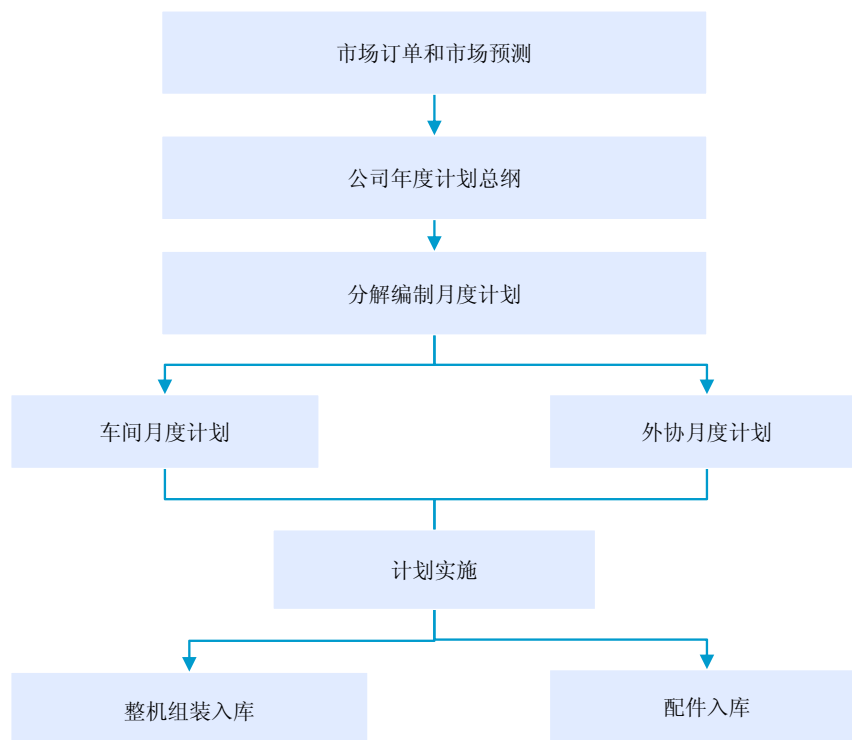 市场订单和市场预测
公司年度计划总纲
分解编制月度计划
车间月度计划
外协月度计划
计划实施
整机组装入库
配件入库